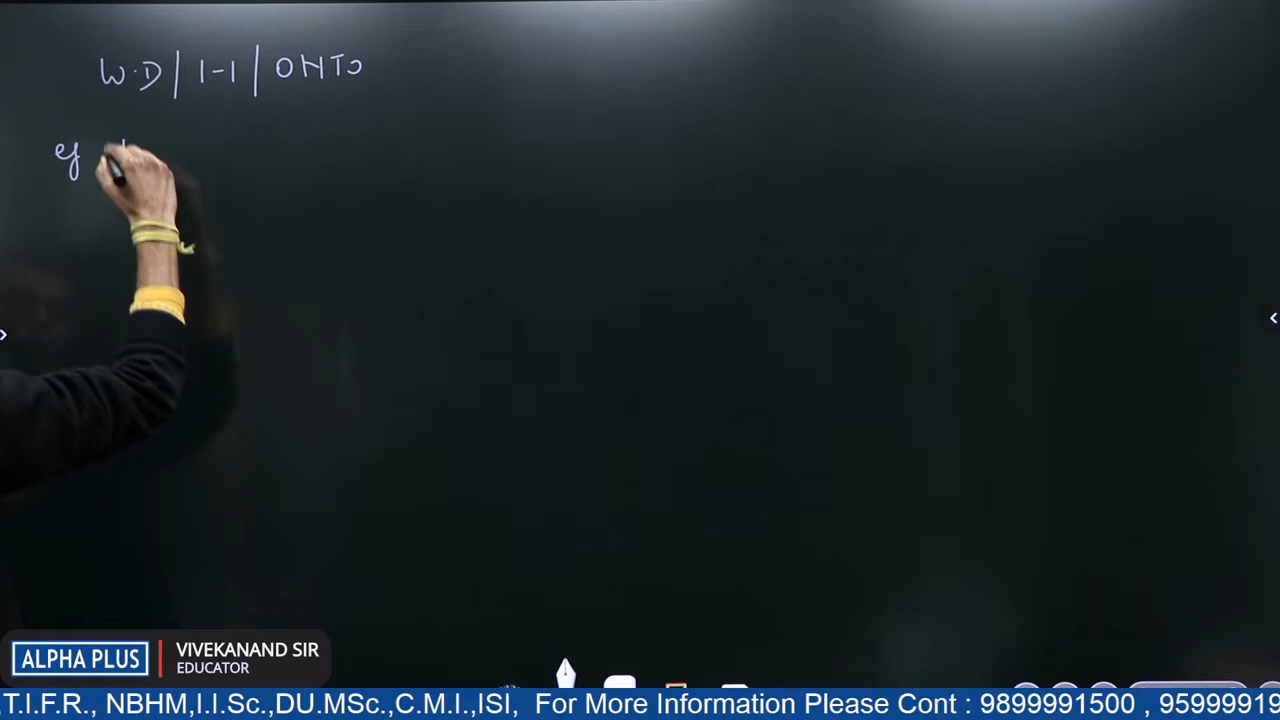 W.D | 1-1 | ONTO
eg
ALPHA PLUS | VIVEKANAND SIR
EDUCATOR
.T.I.F.R., NBHM,I.I.Sc.,DU.MSc.,C.M.I.,ISI, For More Information Please Cont : 9899991500 , 95999919